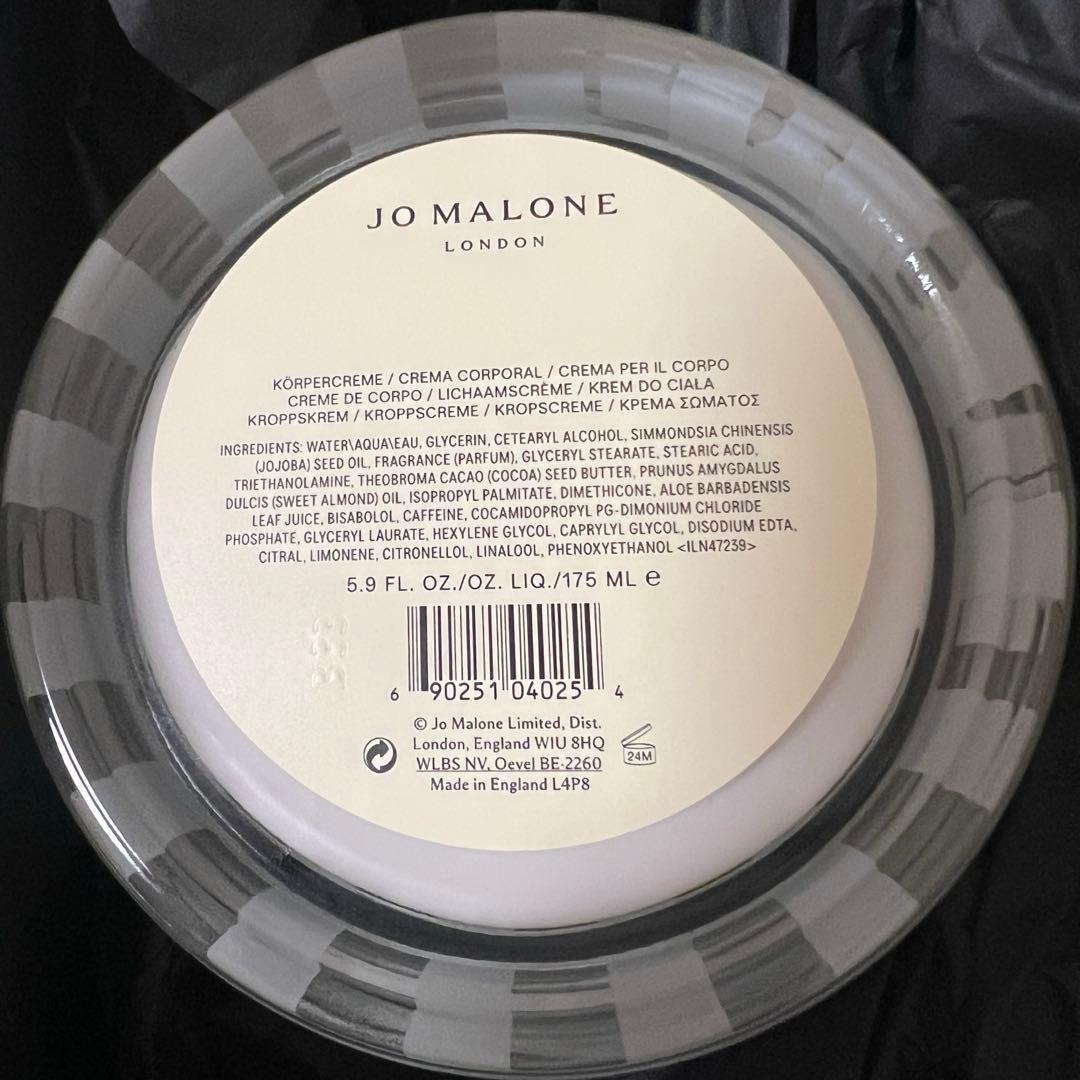 JO MALONE
LONDON
KÖRPERCREME / CREMA CORPORAL / CREMA PER IL CORPO
CREME DE CORPO / LICHAAMSCRÈME / KREM DO CIAŁA
KROPPSKREM / KROPPSCREME / KROPSCREME / ΚΡΕΜΑ ΣΩΜΑΤΟΣ
INGREDIENTS: WATER\AQUA\EAU, GLYCERIN, CETEARYL ALCOHOL, SIMMONDSIA CHINENSIS
(JOJOBA) SEED OIL, FRAGRANCE (PARFUM), GLYCERYL STEARATE, STEARIC ACID,
TRIETHANOLAMINE, THEOBROMA CACAO (COCOA) SEED BUTTER, PRUNUS AMYGDALUS
DULCIS (SWEET ALMOND) OIL, ISOPROPYL PALMITATE, DIMETHICONE, ALOE BARBADENSIS
LEAF JUICE, BISABOLOL, CAFFEINE, COCAMIDOPROPYL PG-DIMONIUM CHLORIDE
PHOSPHATE, GLYCERYL LAURATE, HEXYLENE GLYCOL, CAPRYLYL GLYCOL, DISODIUM EDTA,
CITRAL, LIMONENE, CITRONELLOL, LINALOOL, PHENOXYETHANOL <ILN47239>
5.9 FL. OZ./OZ. LIQ./175 ML ℮
B33
6 90251 04025 4
© Jo Malone Limited, Dist.
London, England W1U 8HQ
WLBS NV, Oevel BE-2260
Made in England L4P8
24M